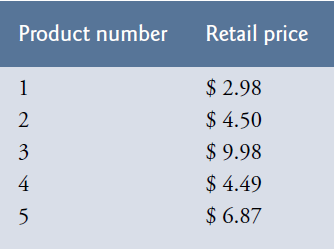 Product number Retail price
1 $ 2.98
2 $ 4.50
3 $ 9.98
4 $ 4.49
5 $ 6.87